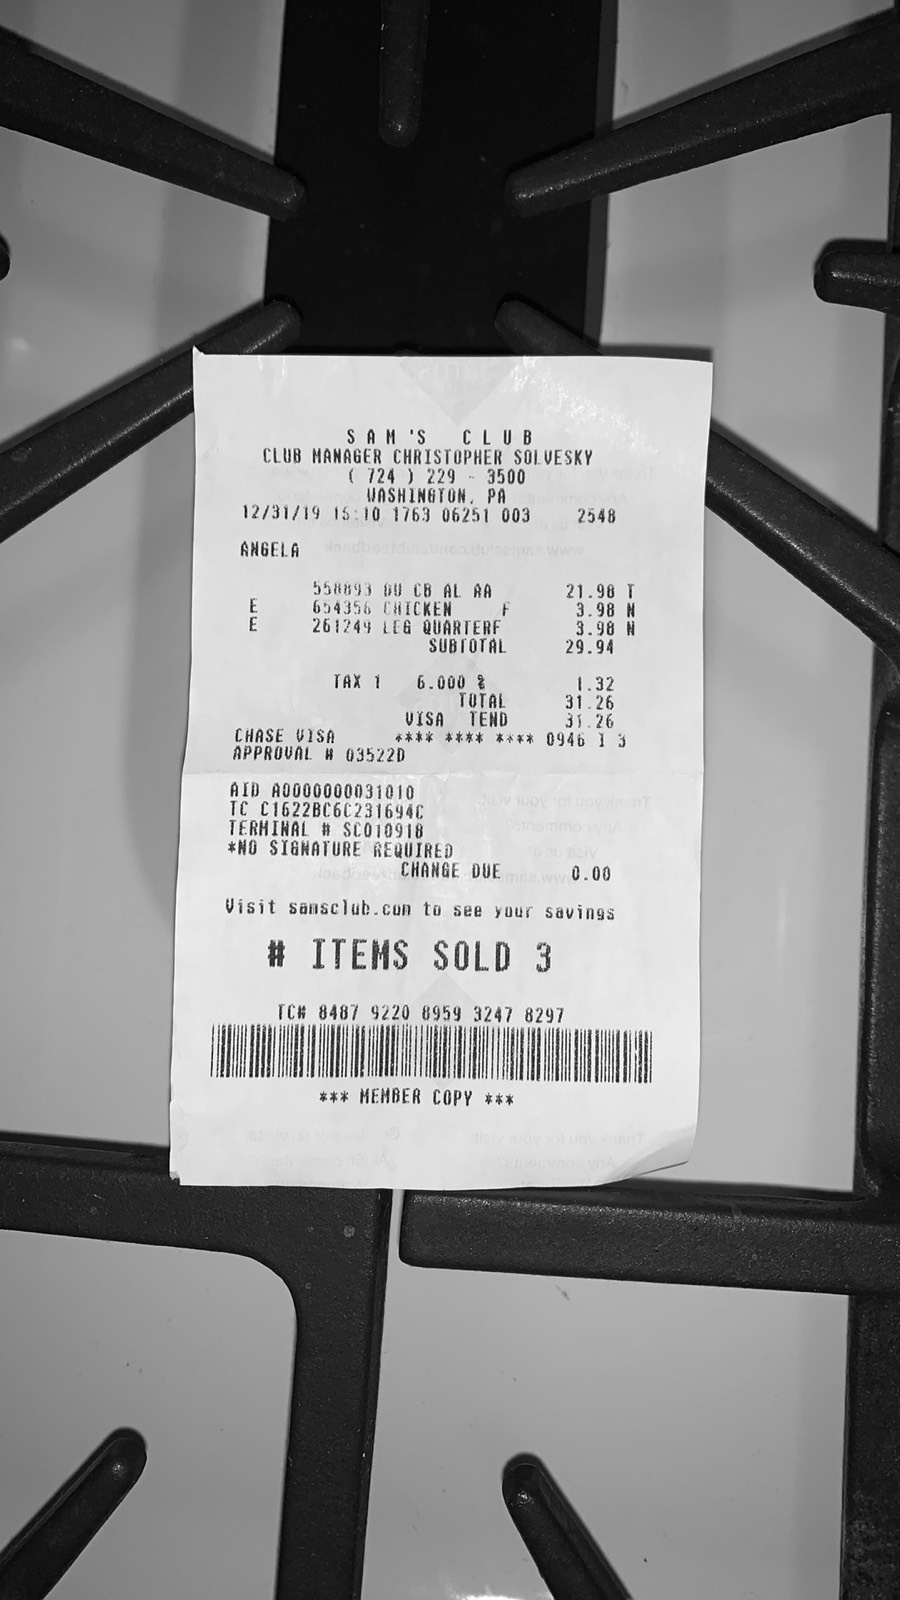 S A M ' S   C L U B
CLUB MANAGER CHRISTOPHER SOLVESKY
( 724 ) 229 - 3500
WASHINGTON, PA
12/31/19 15:10 1763 06251 003 2548
ANGELA
558893 DU CB AL AA 21.98 T
E 654356 CHICKEN F 3.98 N
E 261249 LEG QUARTERF 3.98 N
SUBTOTAL 29.94
TAX 1 6.000 % 1.32
TOTAL 31.26
VISA TEND 31.26
CHASE VISA **** **** **** 0946 I 3
APPROVAL # 03522D
AID A0000000031010
TC C1622BC6C231694C
TERMINAL # SC010918
*NO SIGNATURE REQUIRED
CHANGE DUE 0.00
Visit samsclub.com to see your savings
# ITEMS SOLD 3
TC# 8487 9220 8959 3247 8297
*** MEMBER COPY ***